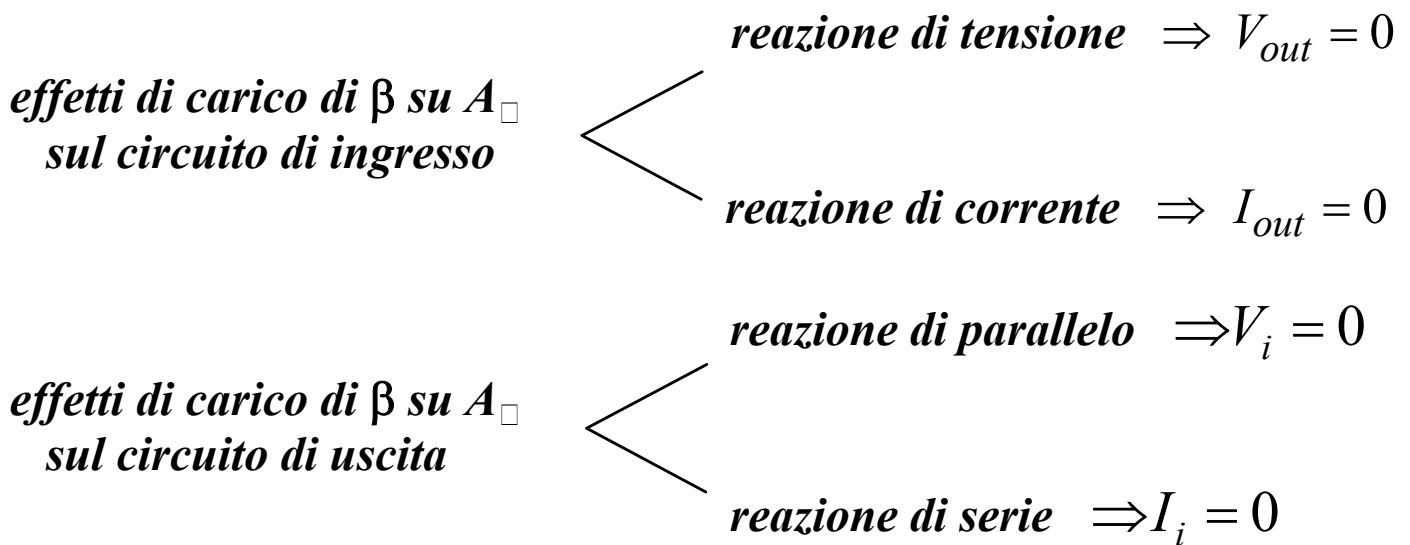 reazione di tensione ⇒ V_out = 0
effetti di carico di β su A□
sul circuito di ingresso
reazione di corrente ⇒ I_out = 0
reazione di parallelo ⇒ V_i = 0
effetti di carico di β su A□
sul circuito di uscita
reazione di serie ⇒ I_i = 0